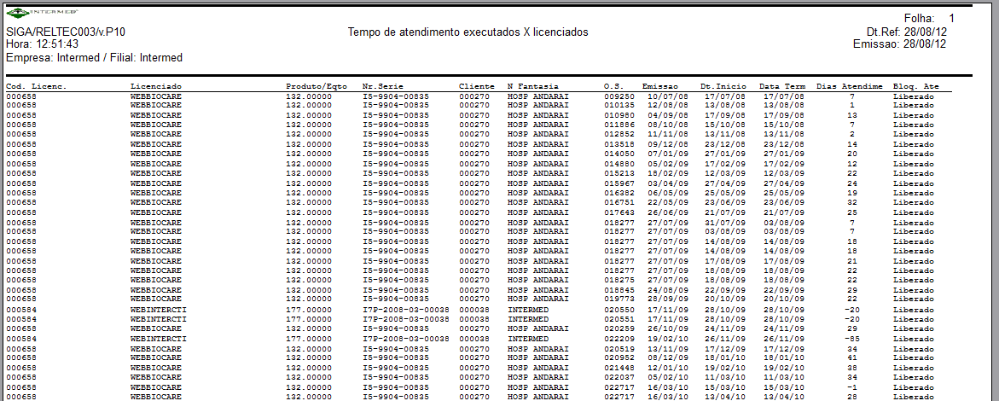 INTERMED
Folha: 1
SIGA/RELTEC003/v.P10 Tempo de atendimento executados X licenciados Dt.Ref: 28/08/12
Hora: 12:51:43 Emissao: 28/08/12
Empresa: Intermed / Filial: Intermed
Cod. Licenc. Licenciado Produto/Eqto Nr.Serie Cliente N Fantasia O.S. Emissao Dt.Inicio Data Term Dias Atendime Bloq. Ate
000658 WEBBIOCARE 132.00000 I5-9904-00835 000270 HOSP ANDARAI 009250 10/07/08 17/07/08 17/07/08 7 Liberado
000658 WEBBIOCARE 132.00000 I5-9904-00835 000270 HOSP ANDARAI 010135 12/08/08 13/08/08 13/08/08 1 Liberado
000658 WEBBIOCARE 132.00000 I5-9904-00835 000270 HOSP ANDARAI 010980 04/09/08 17/09/08 17/09/08 13 Liberado
000658 WEBBIOCARE 132.00000 I5-9904-00835 000270 HOSP ANDARAI 011886 08/10/08 15/10/08 15/10/08 7 Liberado
000658 WEBBIOCARE 132.00000 I5-9904-00835 000270 HOSP ANDARAI 012852 11/11/08 13/11/08 13/11/08 2 Liberado
000658 WEBBIOCARE 132.00000 I5-9904-00835 000270 HOSP ANDARAI 013518 09/12/08 23/12/08 23/12/08 14 Liberado
000658 WEBBIOCARE 132.00000 I5-9904-00835 000270 HOSP ANDARAI 014050 07/01/09 27/01/09 27/01/09 20 Liberado
000658 WEBBIOCARE 132.00000 I5-9904-00835 000270 HOSP ANDARAI 014880 05/02/09 17/02/09 17/02/09 12 Liberado
000658 WEBBIOCARE 132.00000 I5-9904-00835 000270 HOSP ANDARAI 015213 18/02/09 12/03/09 12/03/09 22 Liberado
000658 WEBBIOCARE 132.00000 I5-9904-00835 000270 HOSP ANDARAI 015967 03/04/09 27/04/09 27/04/09 24 Liberado
000658 WEBBIOCARE 132.00000 I5-9904-00835 000270 HOSP ANDARAI 016382 06/05/09 25/05/09 25/05/09 19 Liberado
000658 WEBBIOCARE 132.00000 I5-9904-00835 000270 HOSP ANDARAI 016751 22/05/09 23/06/09 23/06/09 32 Liberado
000658 WEBBIOCARE 132.00000 I5-9904-00835 000270 HOSP ANDARAI 017643 26/06/09 21/07/09 21/07/09 25 Liberado
000658 WEBBIOCARE 132.00000 I5-9904-00835 000270 HOSP ANDARAI 018277 27/07/09 31/07/09 03/08/09 7 Liberado
000658 WEBBIOCARE 132.00000 I5-9904-00835 000270 HOSP ANDARAI 018277 27/07/09 03/08/09 03/08/09 7 Liberado
000658 WEBBIOCARE 132.00000 I5-9904-00835 000270 HOSP ANDARAI 018277 27/07/09 14/08/09 14/08/09 18 Liberado
000658 WEBBIOCARE 132.00000 I5-9904-00835 000270 HOSP ANDARAI 018277 27/07/09 14/08/09 14/08/09 18 Liberado
000658 WEBBIOCARE 132.00000 I5-9904-00835 000270 HOSP ANDARAI 018277 27/07/09 17/08/09 17/08/09 21 Liberado
000658 WEBBIOCARE 132.00000 I5-9904-00835 000270 HOSP ANDARAI 018277 27/07/09 18/08/09 18/08/09 22 Liberado
000658 WEBBIOCARE 132.00000 I5-9904-00835 000270 HOSP ANDARAI 018275 27/07/09 18/08/09 18/08/09 22 Liberado
000658 WEBBIOCARE 132.00000 I5-9904-00835 000270 HOSP ANDARAI 018845 24/08/09 22/09/09 22/09/09 29 Liberado
000658 WEBBIOCARE 132.00000 I5-9904-00835 000270 HOSP ANDARAI 019773 28/09/09 20/10/09 20/10/09 22 Liberado
000584 WEBINTERCTI 177.00000 I7P-2008-03-00038 000038 INTERMED 020550 17/11/09 28/10/09 28/10/09 -20 Liberado
000584 WEBINTERCTI 177.00000 I7P-2008-03-00038 000038 INTERMED 020551 17/11/09 28/10/09 28/10/09 -20 Liberado
000658 WEBBIOCARE 132.00000 I5-9904-00835 000270 HOSP ANDARAI 020259 26/10/09 24/11/09 24/11/09 29 Liberado
000584 WEBINTERCTI 177.00000 I7P-2008-03-00038 000038 INTERMED 022209 19/02/10 26/11/09 26/11/09 -85 Liberado
000658 WEBBIOCARE 132.00000 I5-9904-00835 000270 HOSP ANDARAI 020519 13/11/09 17/12/09 17/12/09 34 Liberado
000658 WEBBIOCARE 132.00000 I5-9904-00835 000270 HOSP ANDARAI 020952 08/12/09 18/01/10 18/01/10 41 Liberado
000658 WEBBIOCARE 132.00000 I5-9904-00835 000270 HOSP ANDARAI 021448 12/01/10 19/02/10 19/02/10 38 Liberado
000658 WEBBIOCARE 132.00000 I5-9904-00835 000270 HOSP ANDARAI 022037 05/02/10 11/03/10 11/03/10 34 Liberado
000658 WEBBIOCARE 132.00000 I5-9904-00835 000270 HOSP ANDARAI 022717 16/03/10 15/03/10 15/03/10 -1 Liberado
000658 WEBBIOCARE 132.00000 I5-9904-00835 000270 HOSP ANDARAI 022717 16/03/10 13/04/10 13/04/10 28 Liberado